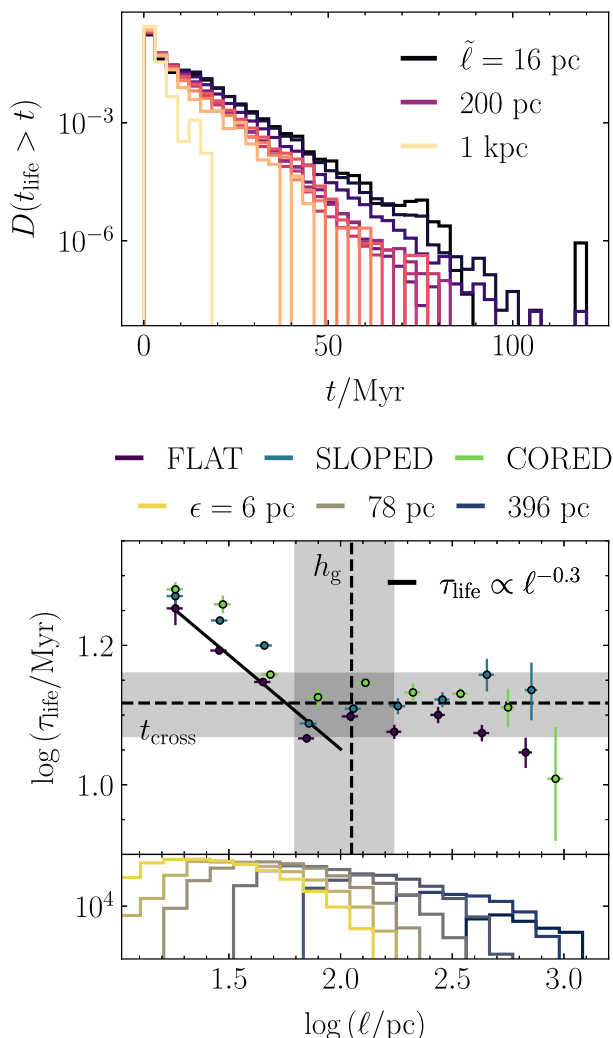 D(t_life > t)
10^−3
10^−6
ℓ̃ = 16 pc
200 pc
1 kpc
0 50 100
t/Myr
FLAT SLOPED CORED
ϵ = 6 pc 78 pc 396 pc
log (τ_life/Myr)
1.2
1.0
h_g
τ_life ∝ ℓ^−0.3
t_cross
10^4
1.5 2.0 2.5 3.0
log (ℓ/pc)